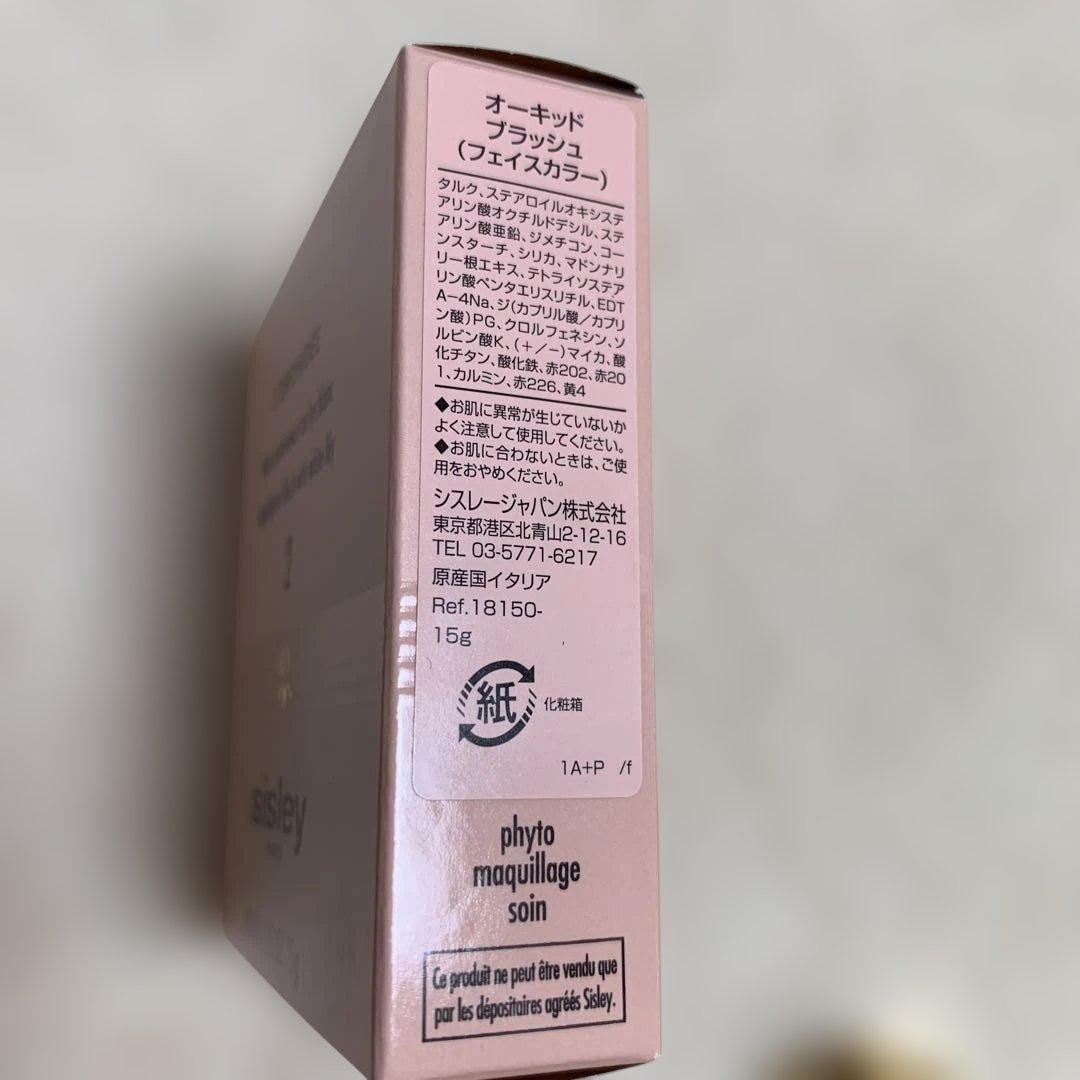 オーキッド
ブラッシュ
(フェイスカラー)
タルク、ステアロイルオキシステ
アリン酸オクチルドデシル、ステ
アリン酸亜鉛、ジメチコン、コー
ンスターチ、シリカ、マドンナリ
リー根エキス、テトライソステア
リン酸ペンタエリスリチル、EDT
A-4Na、ジ(カプリル酸/カプリ
ン酸)PG、クロルフェネシン、ソ
ルビン酸K、(+/-)マイカ、酸
化チタン、酸化鉄、赤202、赤20
1、カルミン、赤226、黄4
◆お肌に異常が生じていないか
よく注意して使用してください。
◆お肌に合わないときは、ご使
用をおやめください。
シスレージャパン株式会社
東京都港区北青山2-12-16
TEL 03-5771-6217
原産国イタリア
Ref.18150-
15g
紙 化粧箱
1A+P /f
phyto
maquillage
soin
Ce produit ne peut être vendu que
par les dépositaires agréés Sisley.
sisley